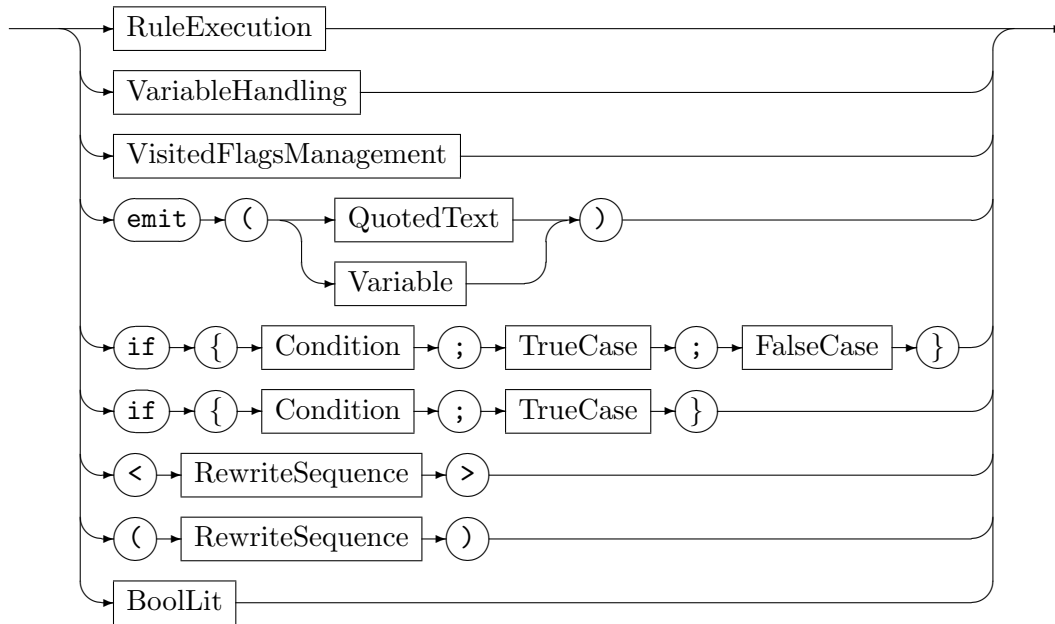 RuleExecution
VariableHandling
VisitedFlagsManagement
emit ( QuotedText )
Variable
if { Condition ; TrueCase ; FalseCase }
if { Condition ; TrueCase }
< RewriteSequence >
( RewriteSequence )
BoolLit